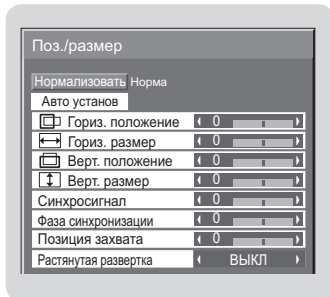 Поз./размер
Нормализовать Норма
Авто установ
Гориз. положение 0
Гориз. размер 0
Верт. положение 0
Верт. размер 0
Синхросигнал 0
Фаза синхронизации 0
Позиция захвата 0
Растянутая развертка ВЫКЛ